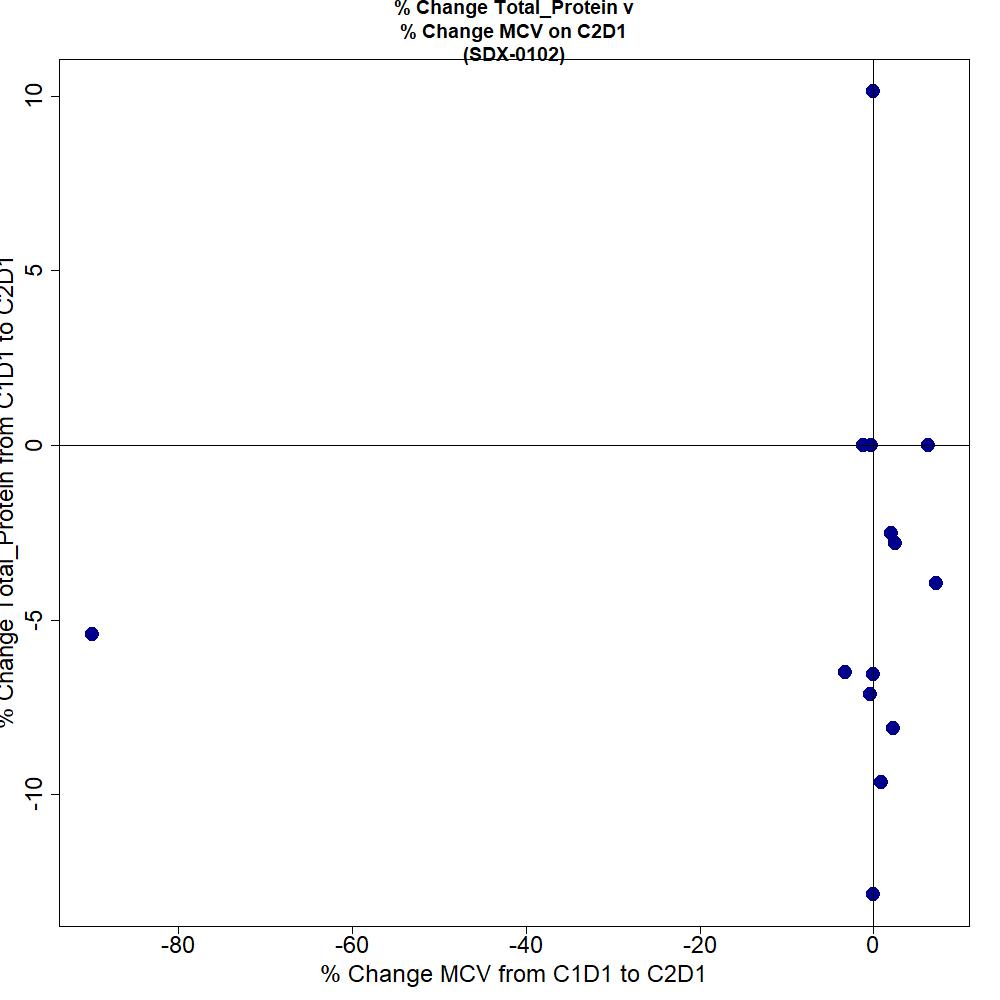 % Change Total_Protein v
% Change MCV on C2D1
(SDX-0102)
% Change Total_Protein from C1D1 to C2D1
10
5
0
-5
-10
-80
-60
-40
-20
0
% Change MCV from C1D1 to C2D1